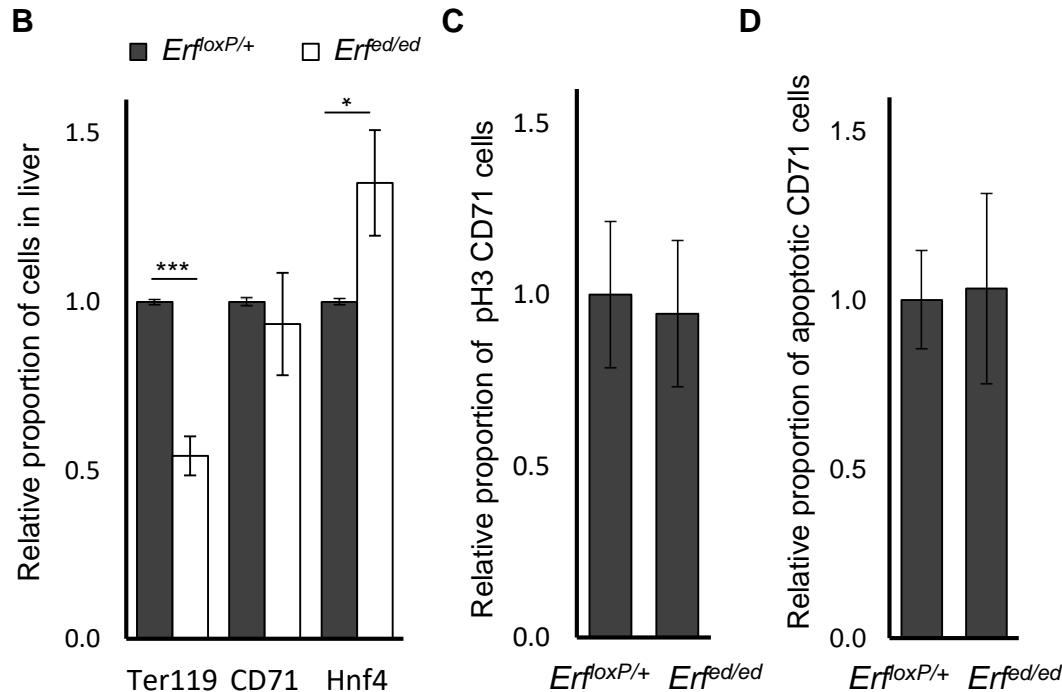 B
Erf^loxP/+ Erf^ed/ed
Relative proportion of cells in liver
1.5
1.0
0.5
0.0
***
*
Ter119 CD71 Hnf4
C
Relative proportion of pH3 CD71 cells
1.5
1.0
0.5
0.0
Erf^loxP/+ Erf^ed/ed
D
Relative proportion of apoptotic CD71 cells
1.5
1.0
0.5
0.0
Erf^loxP/+ Erf^ed/ed